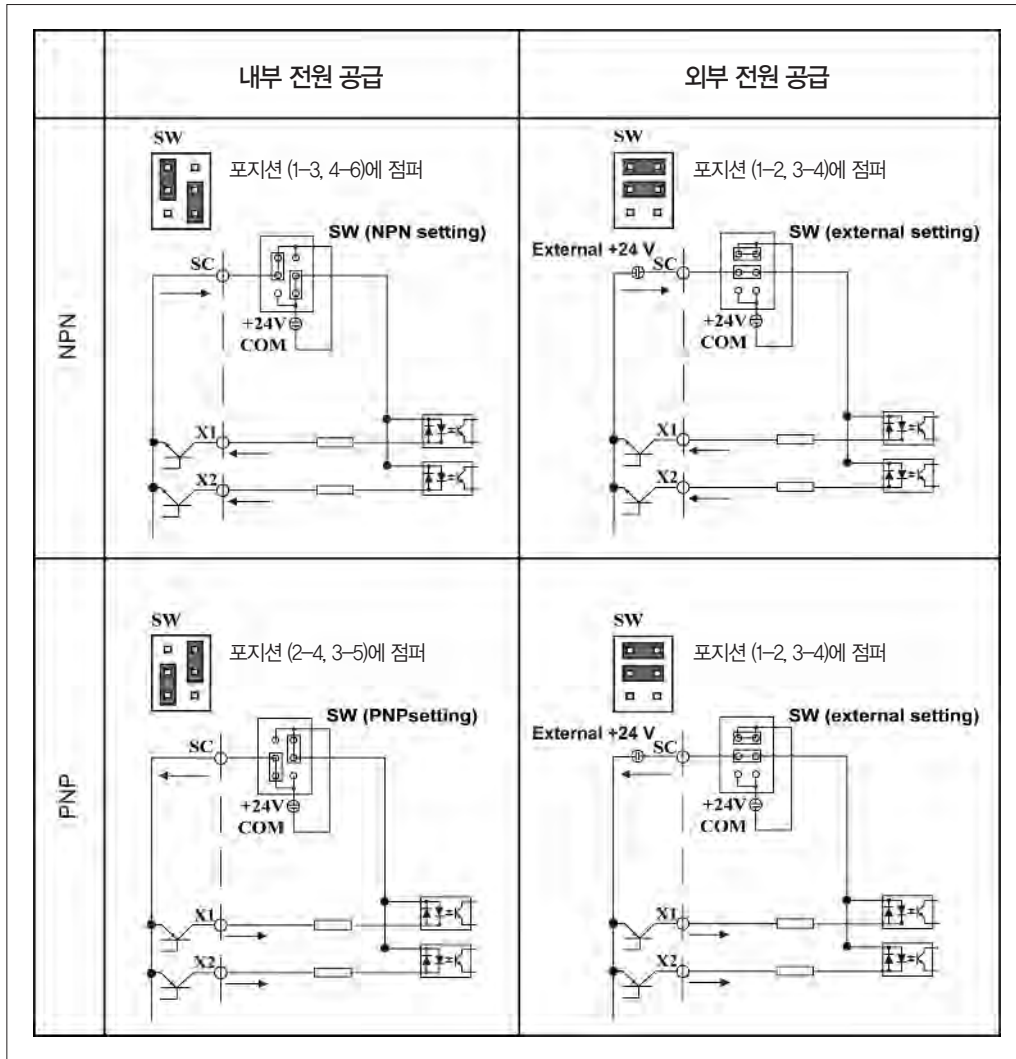 내부 전원 공급
외부 전원 공급
NPN
SW
포지션 (1-3, 4-6)에 점퍼
SW (NPN setting)
SC
+24V
COM
X1
X2
SW
포지션 (1-2, 3-4)에 점퍼
SW (external setting)
External +24 V
SC
+24V
COM
X1
X2
PNP
SW
포지션 (2-4, 3-5)에 점퍼
SW (PNPsetting)
SC
+24V
COM
X1
X2
SW
포지션 (1-2, 3-4)에 점퍼
SW (external setting)
External +24 V
SC
+24V
COM
X1
X2